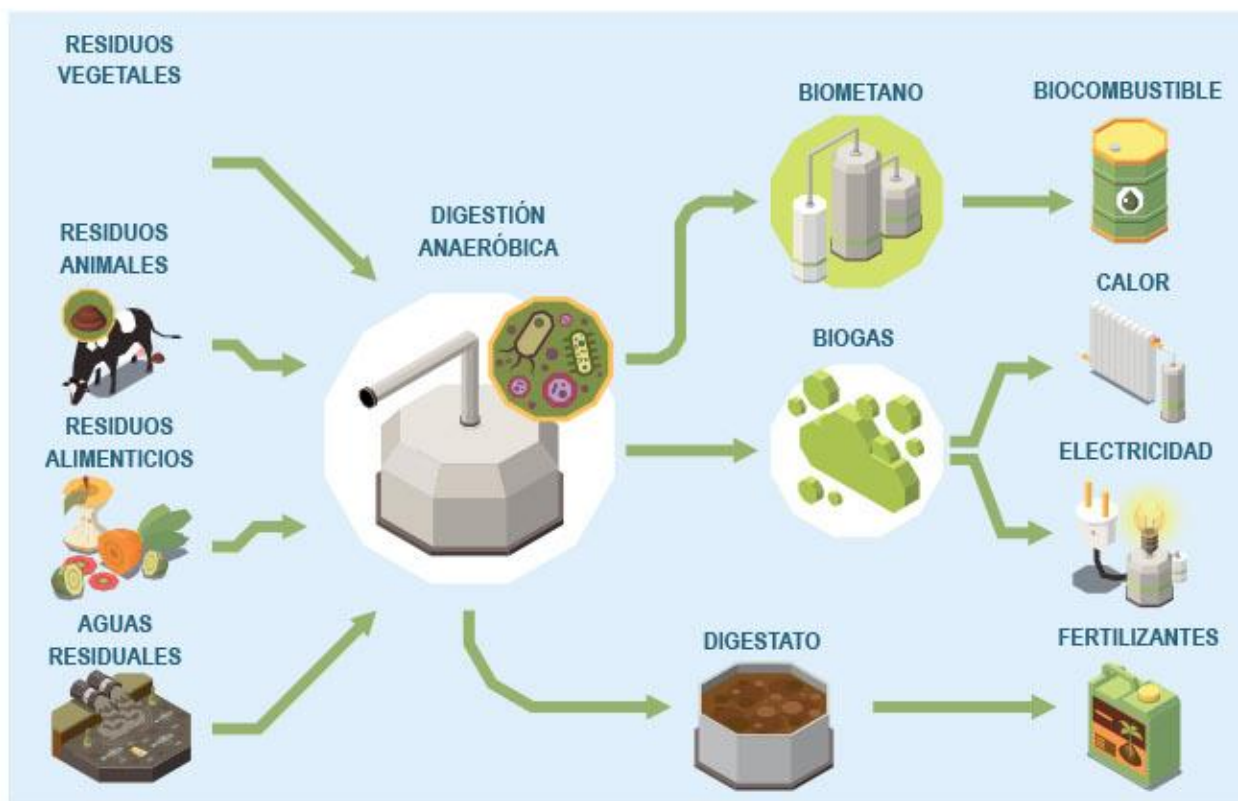 RESIDUOS
VEGETALES
RESIDUOS
ANIMALES
RESIDUOS
ALIMENTICIOS
AGUAS
RESIDUALES
DIGESTIÓN
ANAERÓBICA
BIOMETANO
BIOCOMBUSTIBLE
BIOGAS
CALOR
ELECTRICIDAD
DIGESTATO
FERTILIZANTES